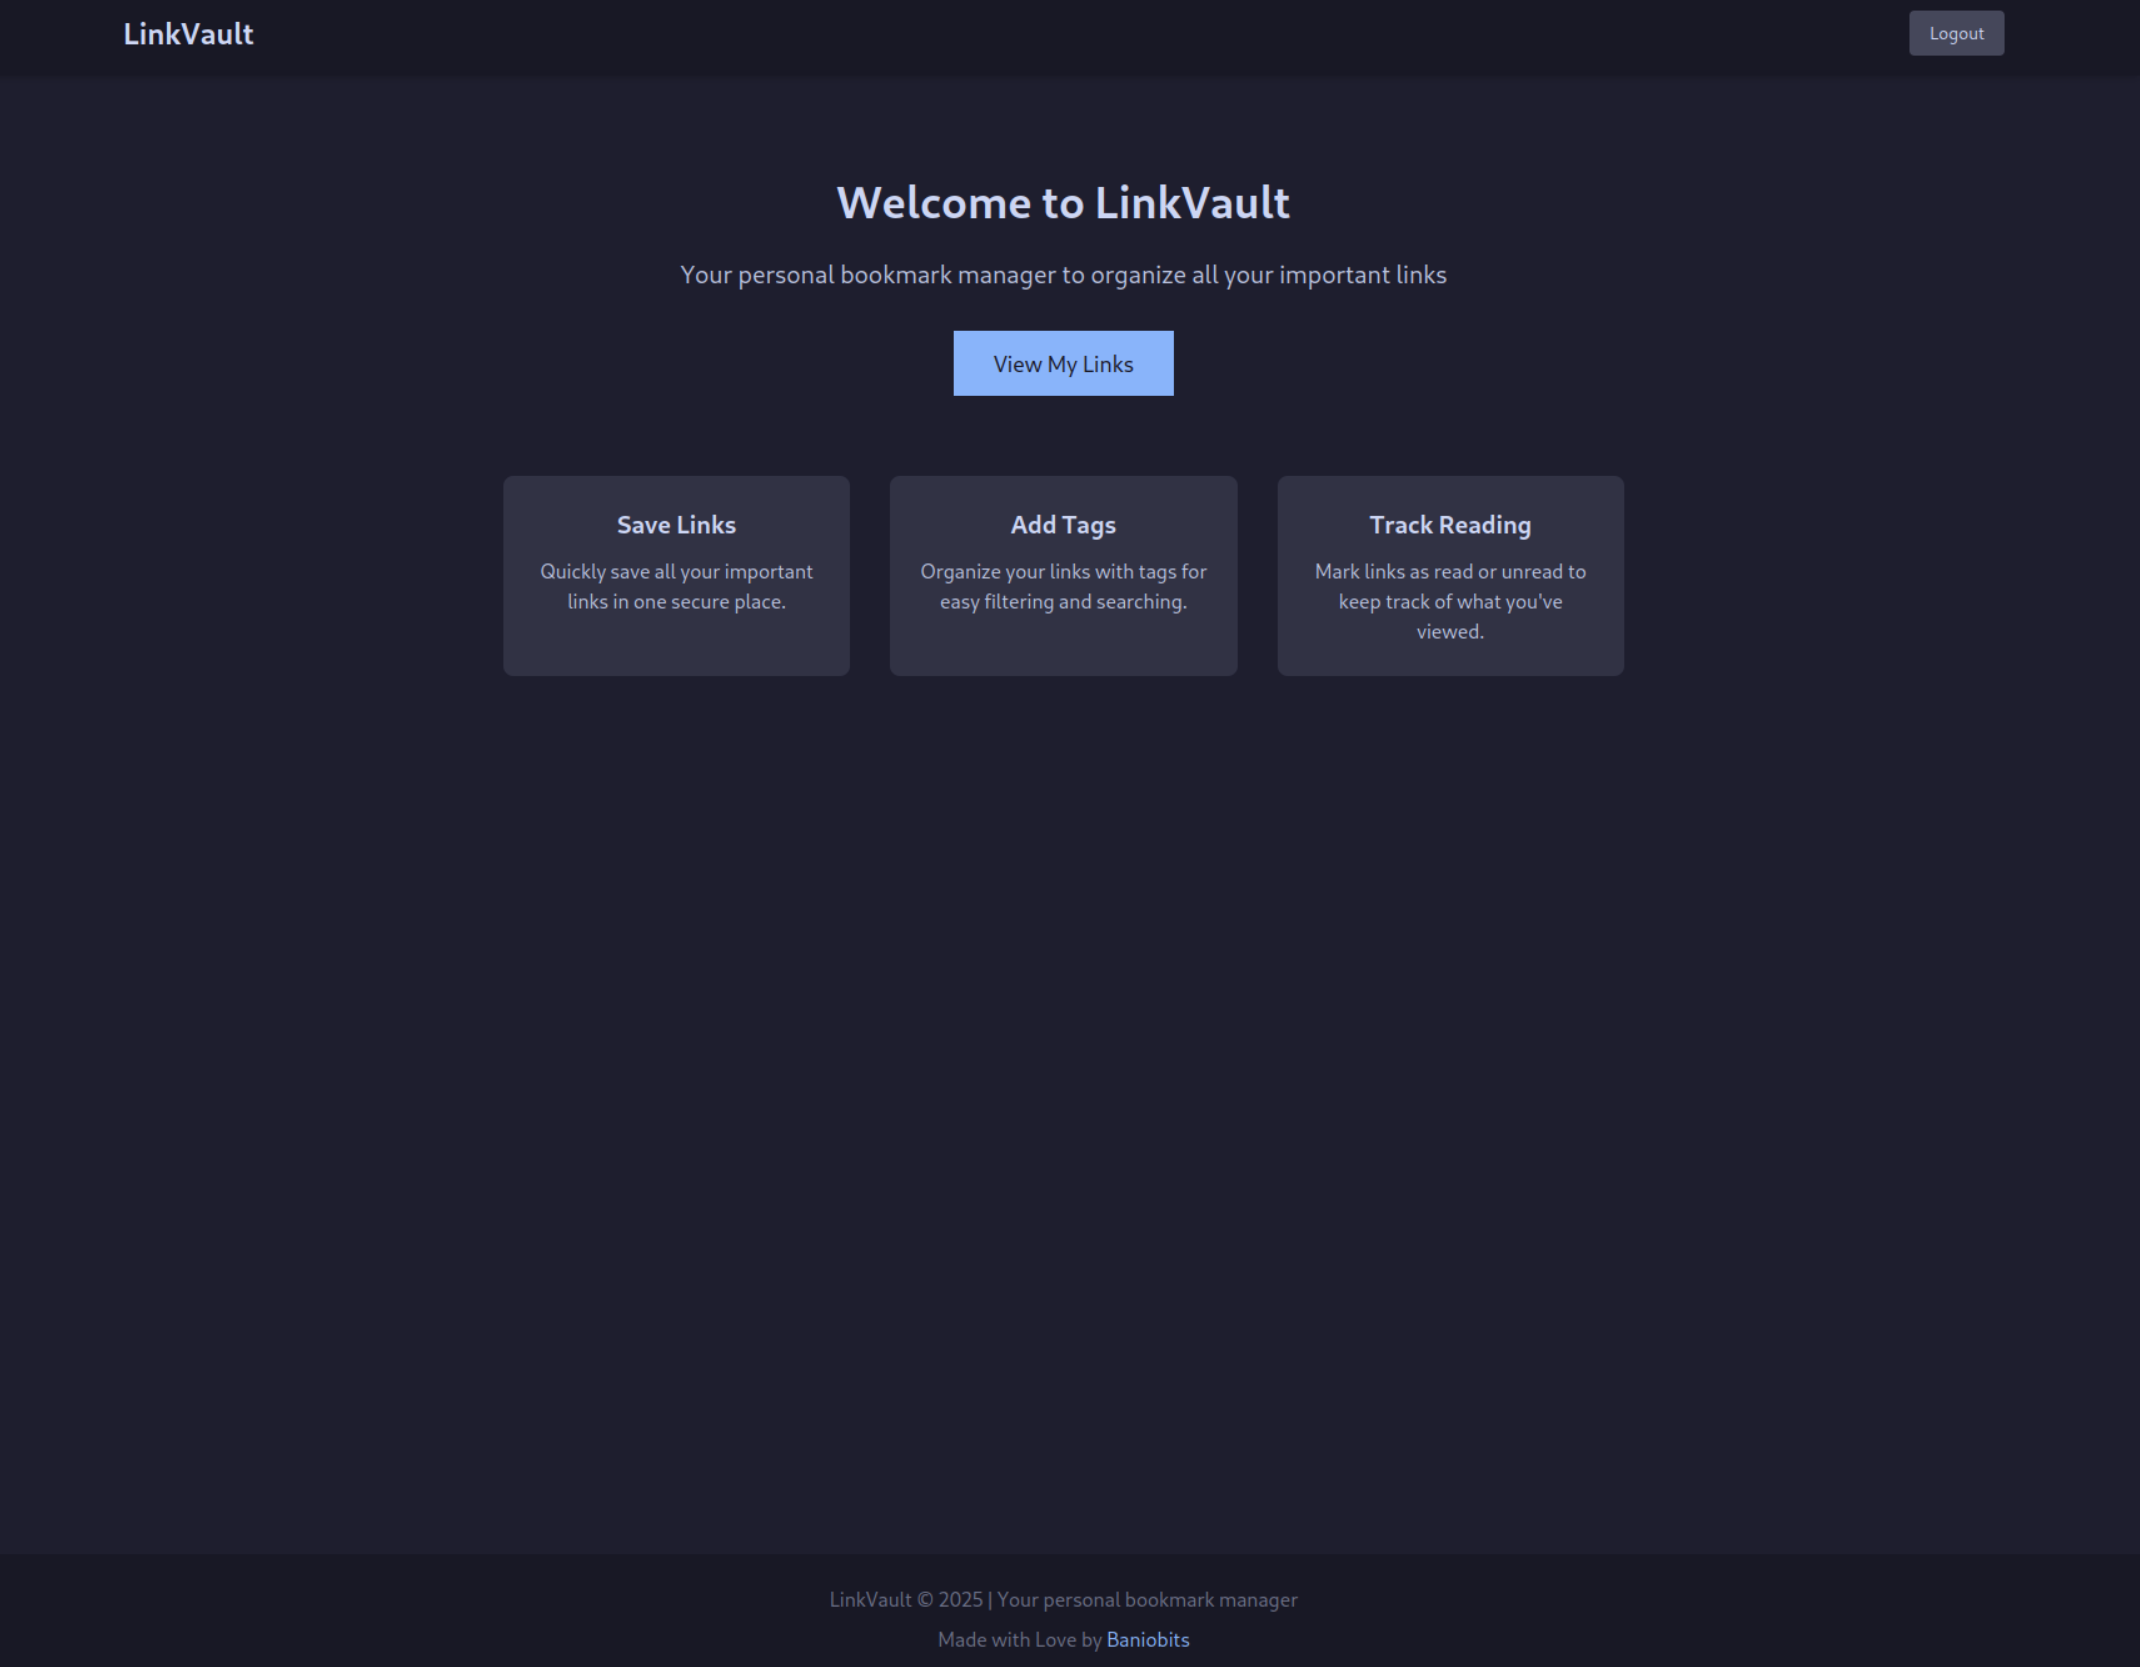 LinkVault
Logout
Welcome to LinkVault
Your personal bookmark manager to organize all your important links
View My Links
Save Links
Quickly save all your important
links in one secure place.
Add Tags
Organize your links with tags for
easy filtering and searching.
Track Reading
Mark links as read or unread to
keep track of what you've
viewed.
LinkVault © 2025 | Your personal bookmark manager
Made with Love by Baniobits